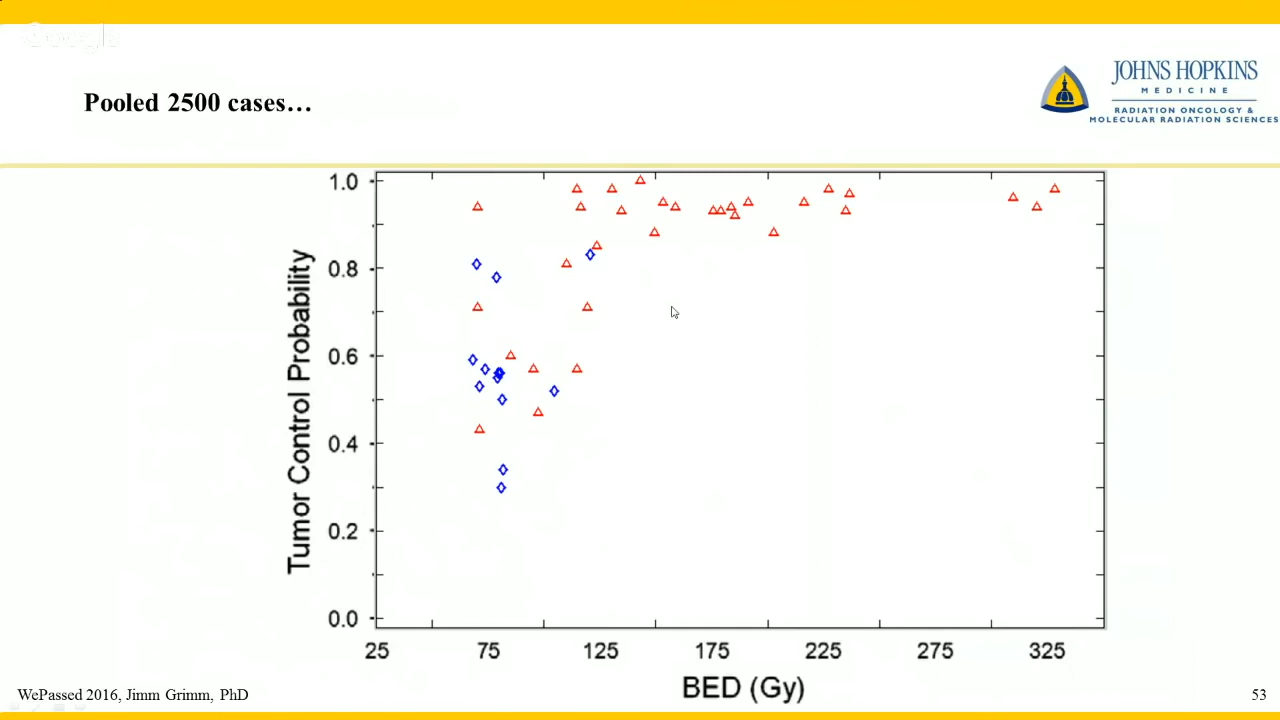 Google
Pooled 2500 cases…
JOHNS HOPKINS
MEDICINE
RADIATION ONCOLOGY &
MOLECULAR RADIATION SCIENCES
Tumor Control Probability
1.0
0.8
0.6
0.4
0.2
0.0
25 75 125 175 225 275 325
BED (Gy)
WePassed 2016, Jimm Grimm, PhD
53